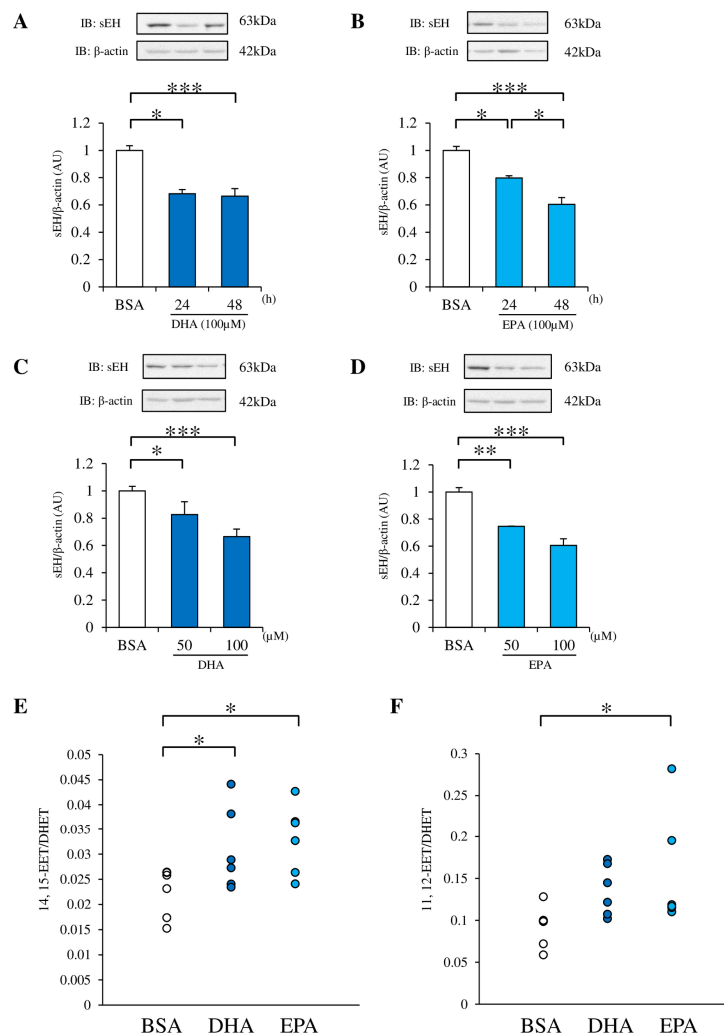 A
IB: sEH
63kDa
IB: β-actin
42kDa
***
*
1.2
1
0.8
0.6
0.4
0.2
0
sEH/β-actin (AU)
BSA
24
48
(h)
DHA (100μM)
B
IB: sEH
63kDa
IB: β-actin
42kDa
***
*
*
1.2
1
0.8
0.6
0.4
0.2
0
sEH/β-actin (AU)
BSA
24
48
(h)
EPA (100μM)
C
IB: sEH
63kDa
IB: β-actin
42kDa
***
*
1.2
1
0.8
0.6
0.4
0.2
0
sEH/β-actin (AU)
BSA
50
100
(μM)
DHA
D
IB: sEH
63kDa
IB: β-actin
42kDa
***
**
1.2
1
0.8
0.6
0.4
0.2
0
sEH/β-actin (AU)
BSA
50
100
(μM)
EPA
E
*
*
0.05
0.045
0.04
0.035
0.03
0.025
0.02
0.015
0.01
0.005
0
14, 15-EET/DHET
BSA
DHA
EPA
F
*
0.3
0.25
0.2
0.15
0.1
0.05
0
11, 12-EET/DHET
BSA
DHA
EPA